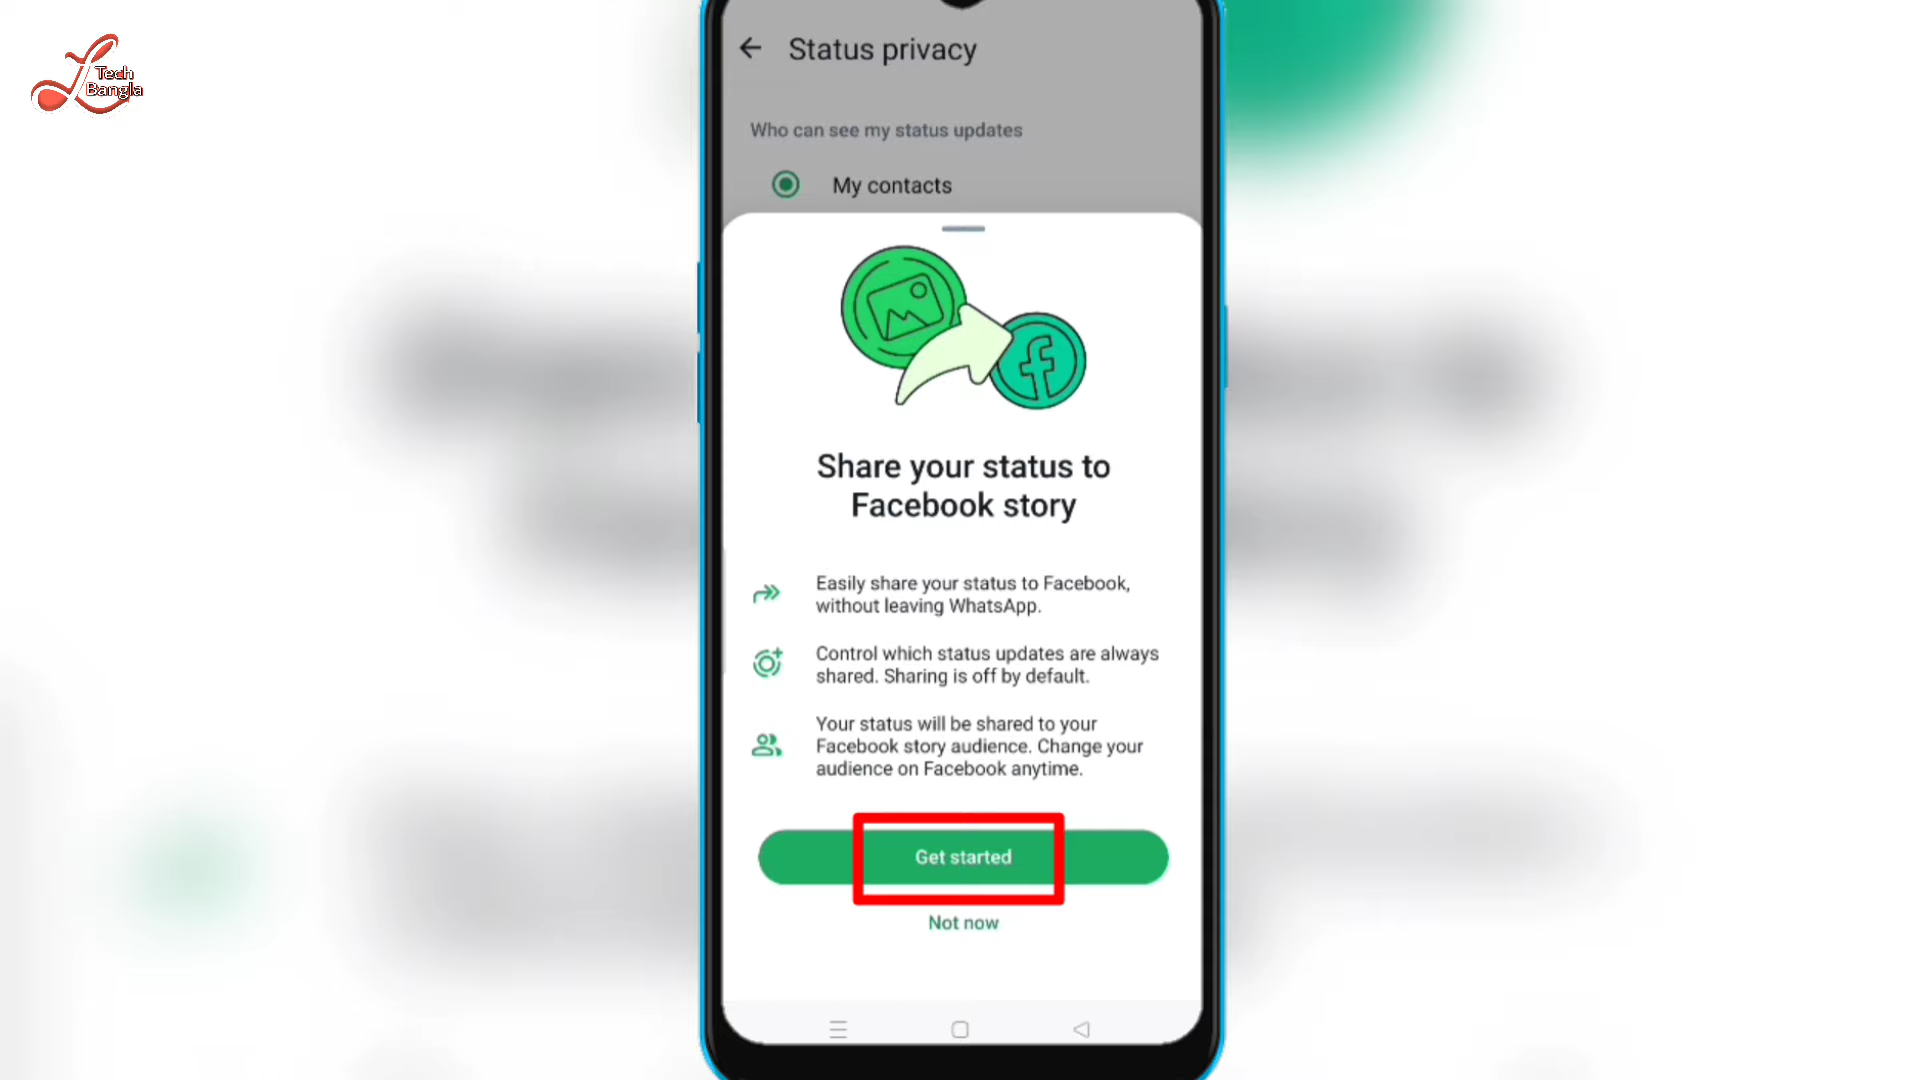 Tech
Bangla
Status privacy
Who can see my status updates
My contacts
Share your status to
Facebook story
Easily share your status to Facebook,
without leaving WhatsApp.
Control which status updates are always
shared. Sharing is off by default.
Your status will be shared to your
Facebook story audience. Change your
audience on Facebook anytime.
Get started
Not now